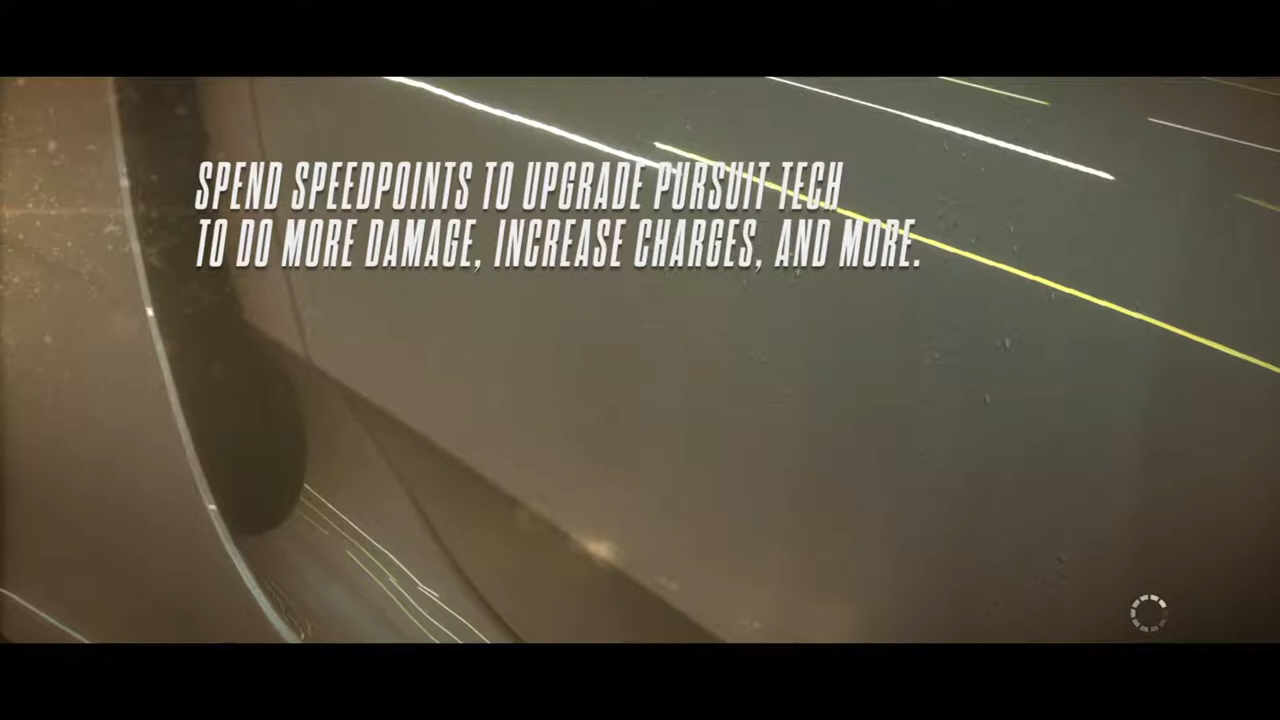 SPEND SPEEDPOINTS TO UPGRADE PURSUIT TECH
TO DO MORE DAMAGE, INCREASE CHARGES, AND MORE.